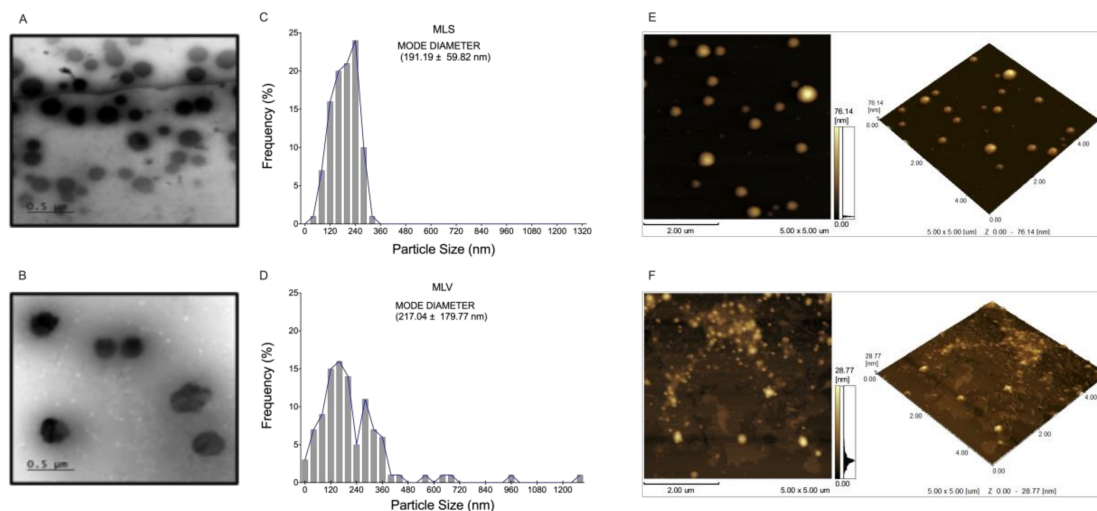 A
0.5 μm
B
0.5 μm
C
MLS
MODE DIAMETER
(191.19 ± 59.82 nm)
Frequency (%)
25
20
15
10
5
0
0 120 240 360 480 600 720 840 960 1080 1200 1320
Particle Size (nm)
D
MLV
MODE DIAMETER
(217.04 ± 179.77 nm)
Frequency (%)
25
20
15
10
5
0
0 120 240 360 480 600 720 840 960 1080 1200
Particle Size (nm)
E
76.14
[nm]
0.00
2.00 um
5.00 x 5.00 um
76.14
[nm]
0.00
2.00
4.00
4.00
2.00
0.00
5.00 x 5.00 [um] Z 0.00 - 76.14 [nm]
F
28.77
[nm]
0.00
2.00 um
5.00 x 5.00 um
28.77
[nm]
0.00
2.00
4.00
4.00
2.00
0.00
5.00 x 5.00 [um] Z 0.00 - 28.77 [nm]